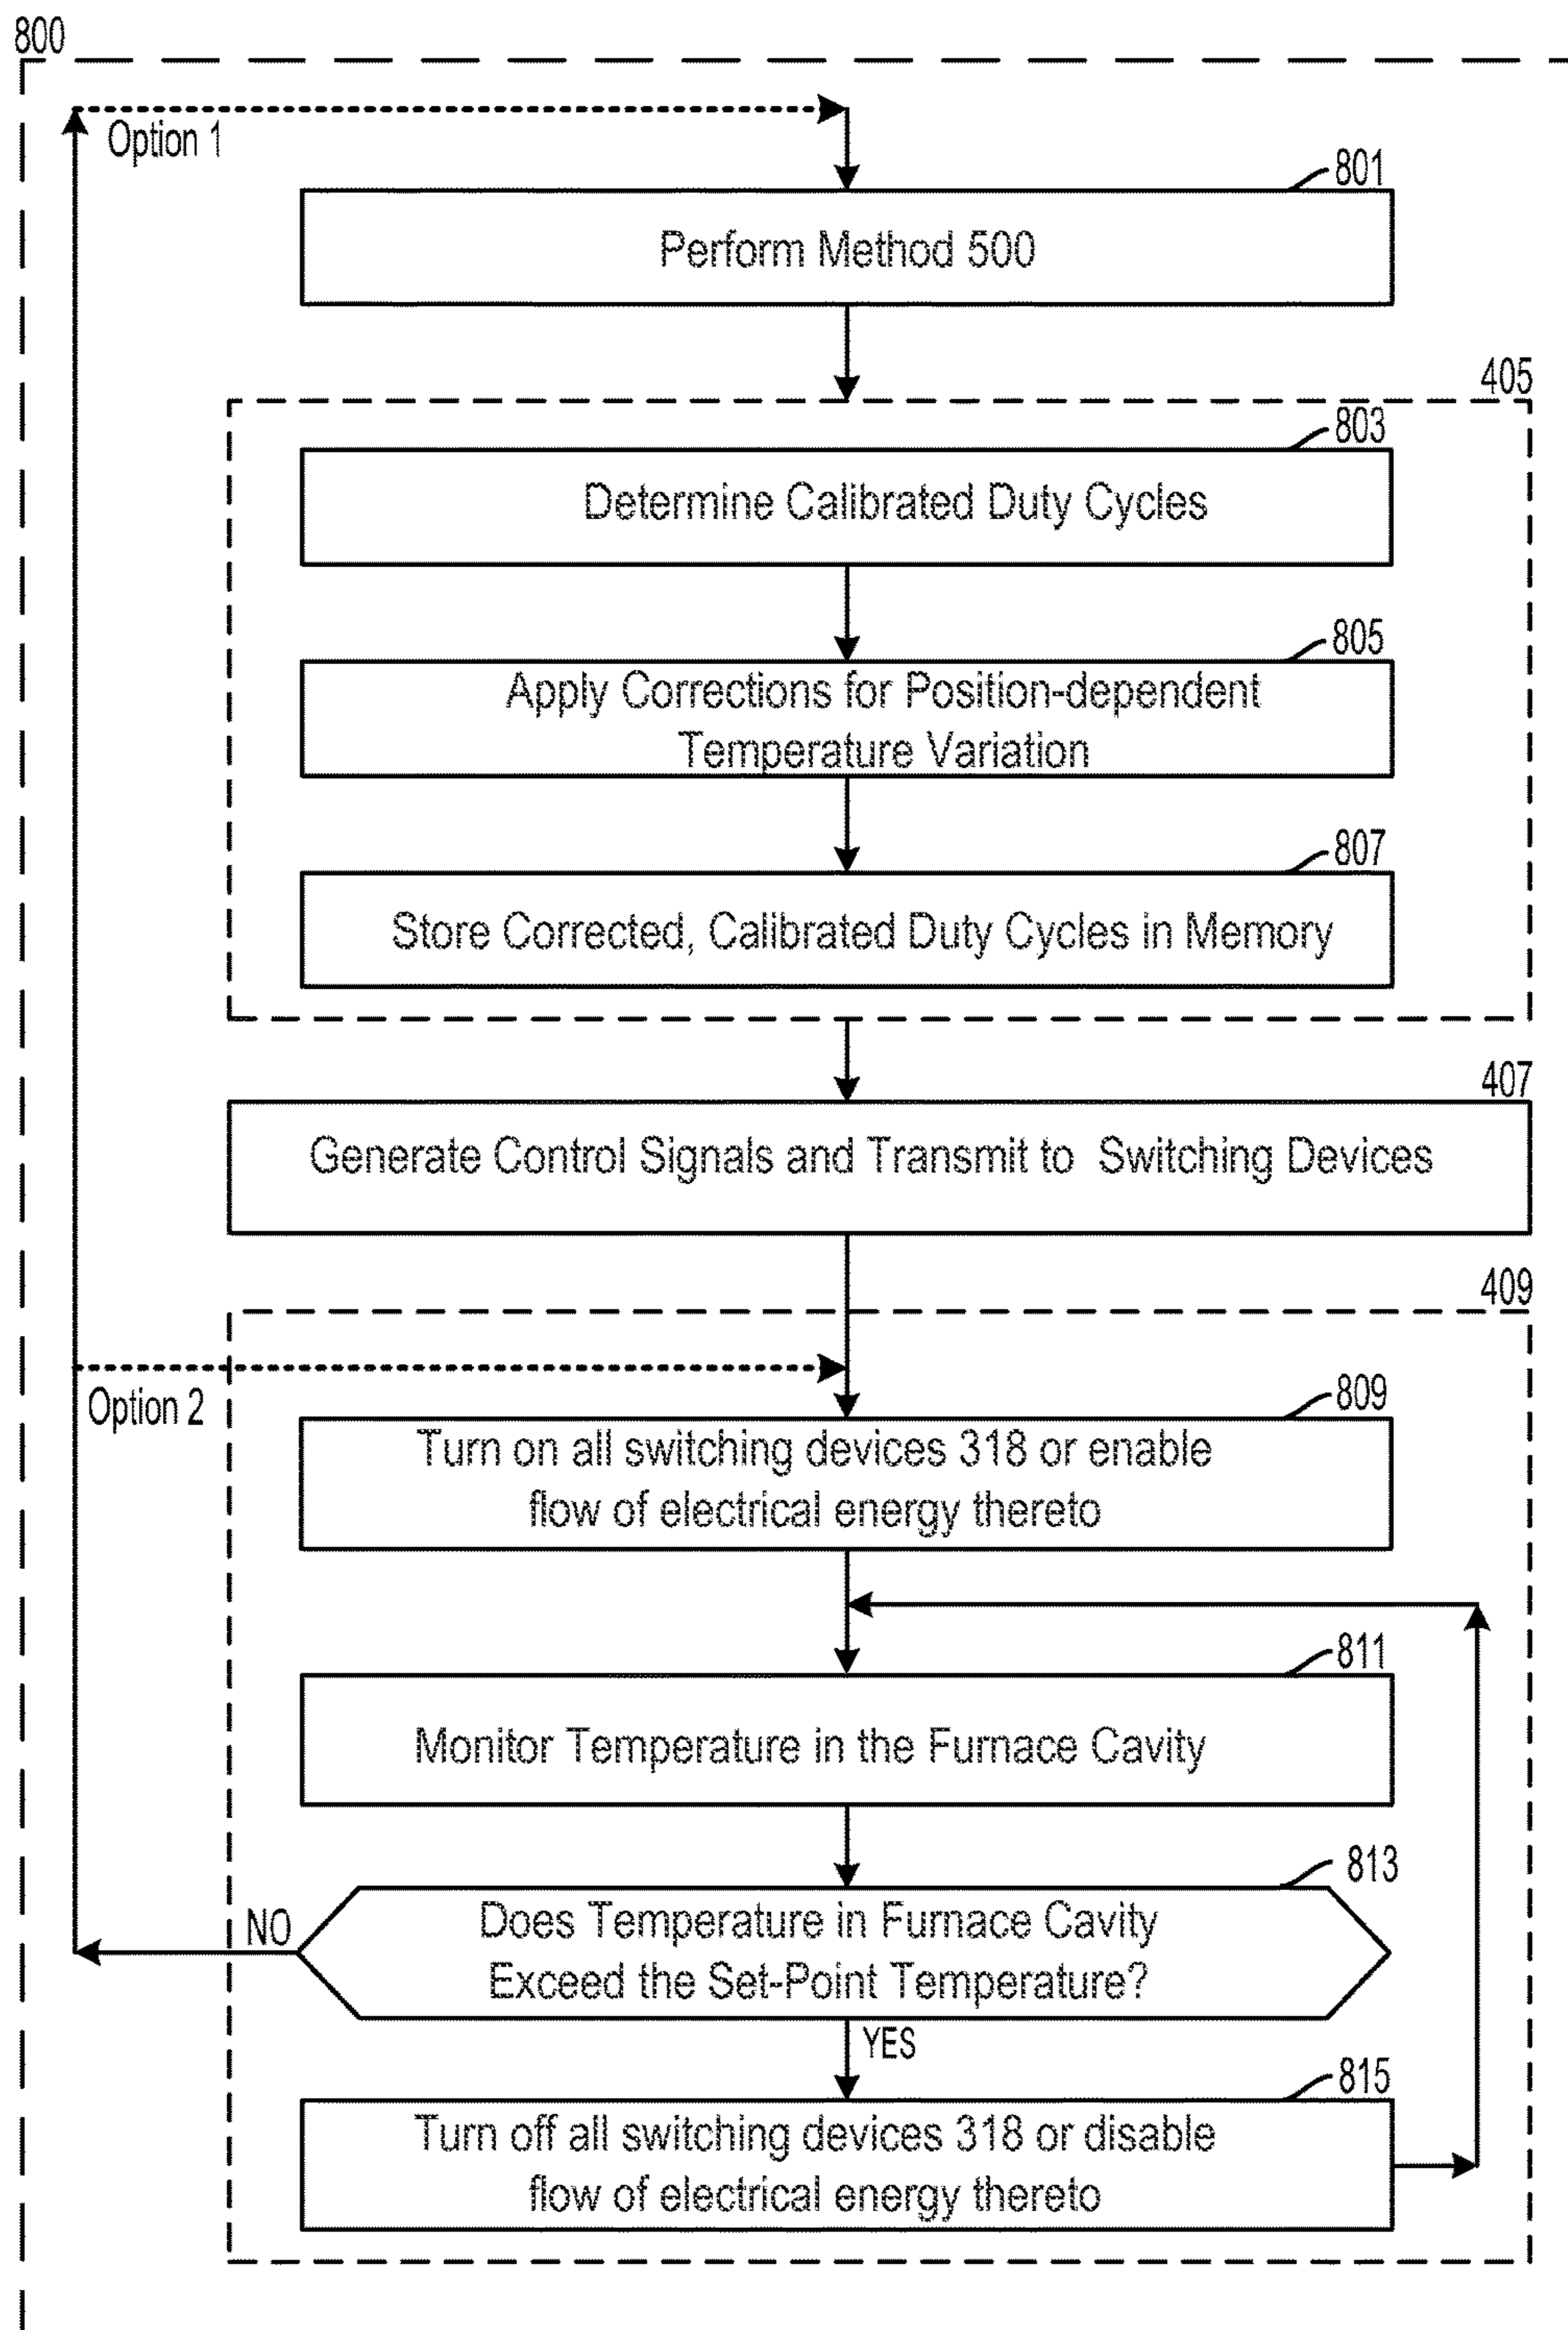 800
Option 1
801
Perform Method 500
405
803
Determine Calibrated Duty Cycles
805
Apply Corrections for Position-dependent
Temperature Variation
807
Store Corrected, Calibrated Duty Cycles in Memory
407
Generate Control Signals and Transmit to Switching Devices
409
Option 2
809
Turn on all switching devices 318 or enable
flow of electrical energy thereto
811
Monitor Temperature in the Furnace Cavity
813
NO
Does Temperature in Furnace Cavity
Exceed the Set-Point Temperature?
YES
815
Turn off all switching devices 318 or disable
flow of electrical energy thereto